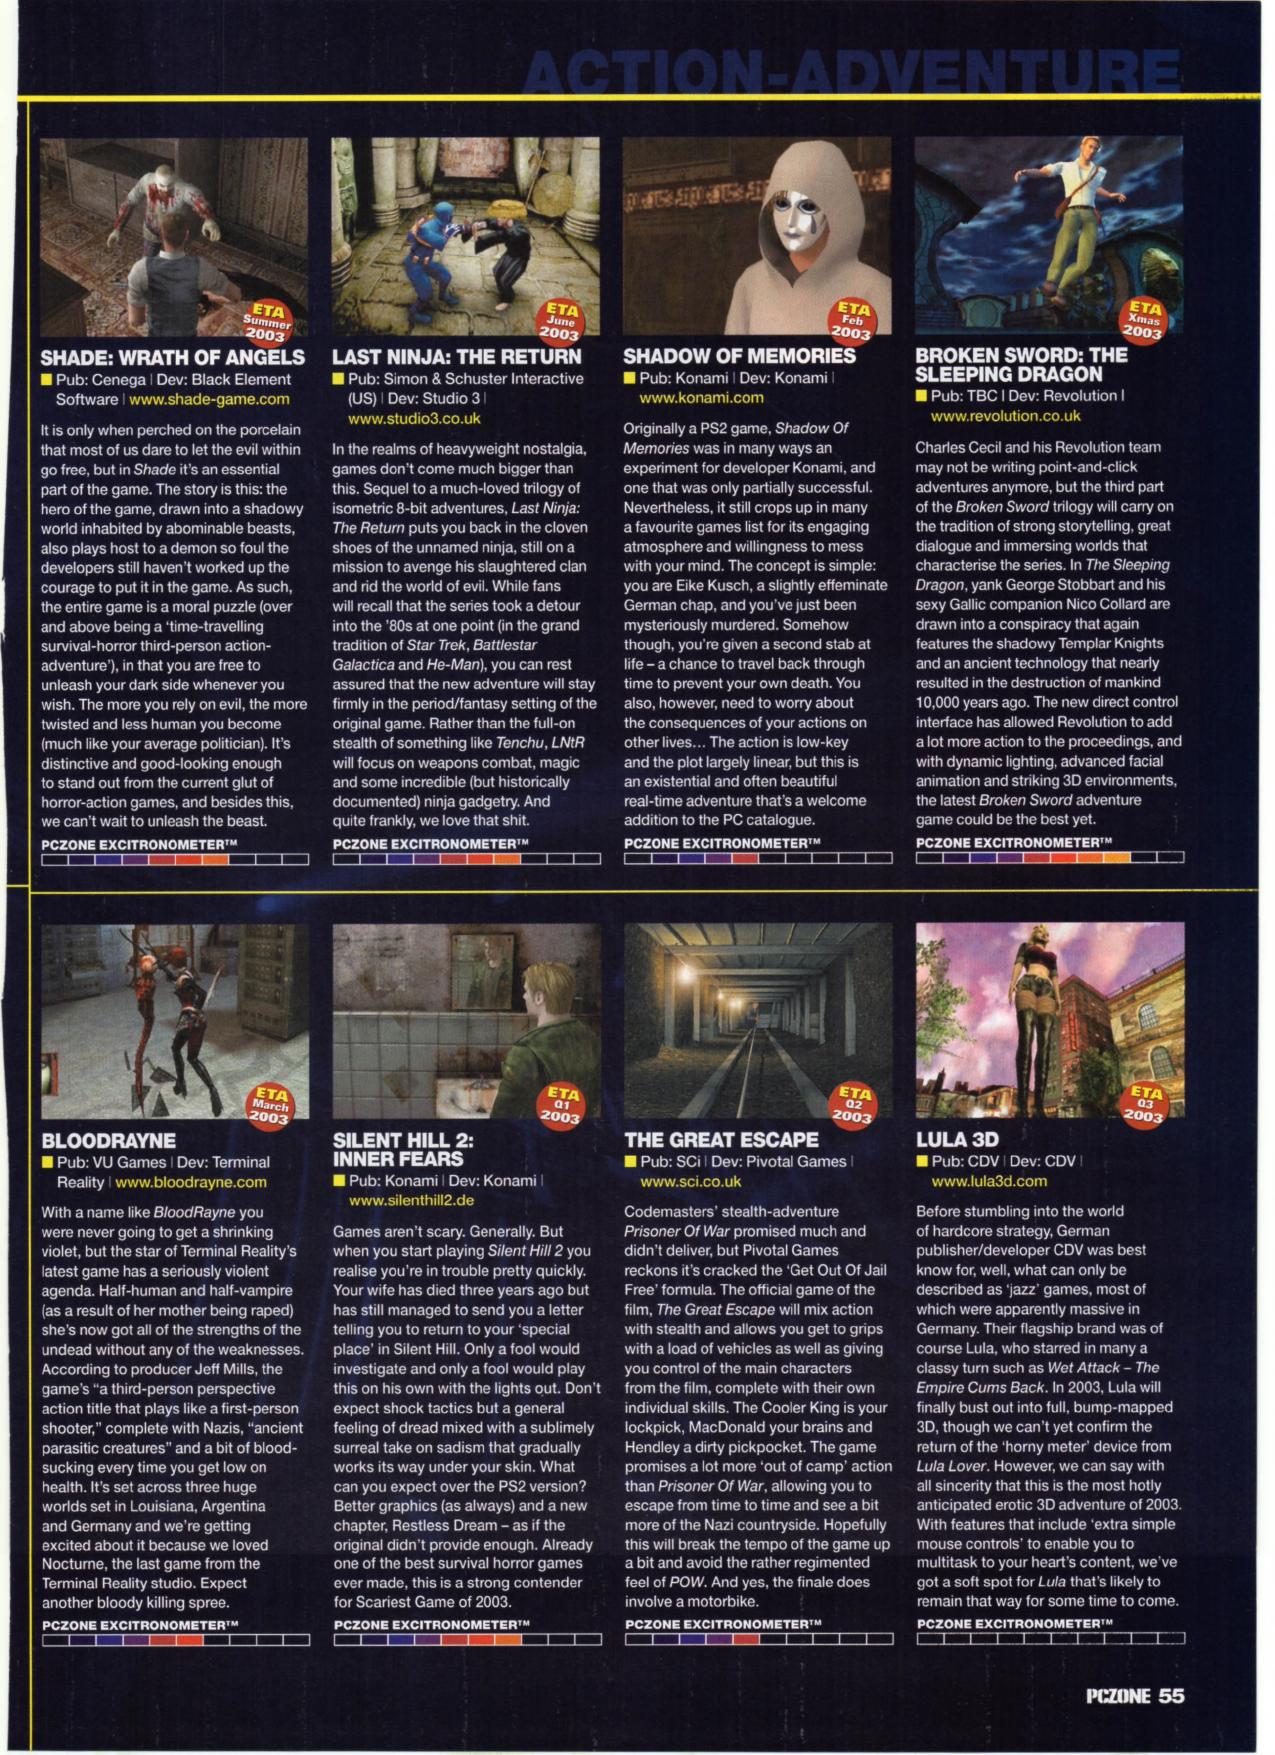 ACTION-ADVENTURE
ETA
Summer
2003
SHADE: WRATH OF ANGELS
Pub: Cenega | Dev: Black Element
Software | www.shade-game.com
It is only when perched on the porcelain
that most of us dare to let the evil within
go free, but in Shade it's an essential
part of the game. The story is this: the
hero of the game, drawn into a shadowy
world inhabited by abominable beasts,
also plays host to a demon so foul the
developers still haven't worked up the
courage to put it in the game. As such,
the entire game is a moral puzzle (over
and above being a 'time-travelling
survival-horror third-person action-
adventure'), in that you are free to
unleash your dark side whenever you
wish. The more you rely on evil, the more
twisted and less human you become
(much like your average politician). It's
distinctive and good-looking enough
to stand out from the current glut of
horror-action games, and besides this,
we can't wait to unleash the beast.
PCZONE EXCITRONOMETER™
ETA
June
2003
LAST NINJA: THE RETURN
Pub: Simon & Schuster Interactive
(US) | Dev: Studio 3 |
www.studio3.co.uk
In the realms of heavyweight nostalgia,
games don't come much bigger than
this. Sequel to a much-loved trilogy of
isometric 8-bit adventures, Last Ninja:
The Return puts you back in the cloven
shoes of the unnamed ninja, still on a
mission to avenge his slaughtered clan
and rid the world of evil. While fans
will recall that the series took a detour
into the '80s at one point (in the grand
tradition of Star Trek, Battlestar
Galactica and He-Man), you can rest
assured that the new adventure will stay
firmly in the period/fantasy setting of the
original game. Rather than the full-on
stealth of something like Tenchu, LNtR
will focus on weapons combat, magic
and some incredible (but historically
documented) ninja gadgetry. And
quite frankly, we love that shit.
PCZONE EXCITRONOMETER™
ETA
Feb
2003
SHADOW OF MEMORIES
Pub: Konami | Dev: Konami |
www.konami.com
Originally a PS2 game, Shadow Of
Memories was in many ways an
experiment for developer Konami, and
one that was only partially successful.
Nevertheless, it still crops up in many
a favourite games list for its engaging
atmosphere and willingness to mess
with your mind. The concept is simple:
you are Eike Kusch, a slightly effeminate
German chap, and you've just been
mysteriously murdered. Somehow
though, you're given a second stab at
life – a chance to travel back through
time to prevent your own death. You
also, however, need to worry about
the consequences of your actions on
other lives... The action is low-key
and the plot largely linear, but this is
an existential and often beautiful
real-time adventure that's a welcome
addition to the PC catalogue.
PCZONE EXCITRONOMETER™
ETA
Xmas
2003
BROKEN SWORD: THE
SLEEPING DRAGON
Pub: TBC | Dev: Revolution |
www.revolution.co.uk
Charles Cecil and his Revolution team
may not be writing point-and-click
adventures anymore, but the third part
of the Broken Sword trilogy will carry on
the tradition of strong storytelling, great
dialogue and immersing worlds that
characterise the series. In The Sleeping
Dragon, yank George Stobbart and his
sexy Gallic companion Nico Collard are
drawn into a conspiracy that again
features the shadowy Templar Knights
and an ancient technology that nearly
resulted in the destruction of mankind
10,000 years ago. The new direct control
interface has allowed Revolution to add
a lot more action to the proceedings, and
with dynamic lighting, advanced facial
animation and striking 3D environments,
the latest Broken Sword adventure
game could be the best yet.
PCZONE EXCITRONOMETER™
ETA
March
2003
BLOODRAYNE
Pub: VU Games | Dev: Terminal
Reality | www.bloodrayne.com
With a name like BloodRayne you
were never going to get a shrinking
violet, but the star of Terminal Reality's
latest game has a seriously violent
agenda. Half-human and half-vampire
(as a result of her mother being raped)
she's now got all of the strengths of the
undead without any of the weaknesses.
According to producer Jeff Mills, the
game's "a third-person perspective
action title that plays like a first-person
shooter," complete with Nazis, "ancient
parasitic creatures" and a bit of blood-
sucking every time you get low on
health. It's set across three huge
worlds set in Louisiana, Argentina
and Germany and we're getting
excited about it because we loved
Nocturne, the last game from the
Terminal Reality studio. Expect
another bloody killing spree.
PCZONE EXCITRONOMETER™
ETA
Q1
2003
SILENT HILL 2:
INNER FEARS
Pub: Konami | Dev: Konami |
www.silenthill2.de
Games aren't scary. Generally. But
when you start playing Silent Hill 2 you
realise you're in trouble pretty quickly.
Your wife has died three years ago but
has still managed to send you a letter
telling you to return to your 'special
place' in Silent Hill. Only a fool would
investigate and only a fool would play
this on his own with the lights out. Don't
expect shock tactics but a general
feeling of dread mixed with a sublimely
surreal take on sadism that gradually
works its way under your skin. What
can you expect over the PS2 version?
Better graphics (as always) and a new
chapter, Restless Dream – as if the
original didn't provide enough. Already
one of the best survival horror games
ever made, this is a strong contender
for Scariest Game of 2003.
PCZONE EXCITRONOMETER™
ETA
Q2
2003
THE GREAT ESCAPE
Pub: SCi | Dev: Pivotal Games |
www.sci.co.uk
Codemasters' stealth-adventure
Prisoner Of War promised much and
didn't deliver, but Pivotal Games
reckons it's cracked the 'Get Out Of Jail
Free' formula. The official game of the
film, The Great Escape will mix action
with stealth and allows you get to grips
with a load of vehicles as well as giving
you control of the main characters
from the film, complete with their own
individual skills. The Cooler King is your
lockpick, MacDonald your brains and
Hendley a dirty pickpocket. The game
promises a lot more 'out of camp' action
than Prisoner Of War, allowing you to
escape from time to time and see a bit
more of the Nazi countryside. Hopefully
this will break the tempo of the game up
a bit and avoid the rather regimented
feel of POW. And yes, the finale does
involve a motorbike.
PCZONE EXCITRONOMETER™
ETA
Q3
2003
LULA 3D
Pub: CDV | Dev: CDV |
www.lula3d.com
Before stumbling into the world
of hardcore strategy, German
publisher/developer CDV was best
know for, well, what can only be
described as 'jazz' games, most of
which were apparently massive in
Germany. Their flagship brand was of
course Lula, who starred in many a
classy turn such as Wet Attack – The
Empire Cums Back. In 2003, Lula will
finally bust out into full, bump-mapped
3D, though we can't yet confirm the
return of the 'horny meter' device from
Lula Lover. However, we can say with
all sincerity that this is the most hotly
anticipated erotic 3D adventure of 2003.
With features that include 'extra simple
mouse controls' to enable you to
multitask to your heart's content, we've
got a soft spot for Lula that's likely to
remain that way for some time to come.
PCZONE EXCITRONOMETER™
PCZONE 55